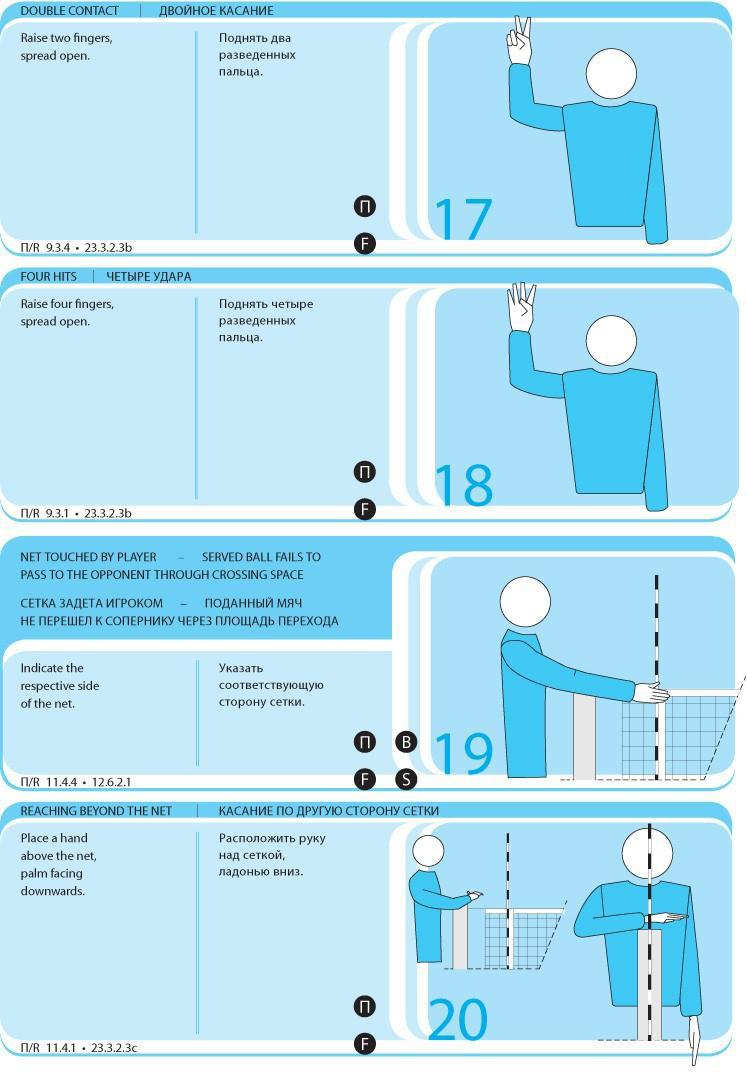 DOUBLE CONTACT | ДВОЙНОЕ КАСАНИЕ
Raise two fingers,
spread open.
Поднять два
разведенных
пальца.
П
F
17
П/R 9.3.4 • 23.3.2.3b
FOUR HITS | ЧЕТЫРЕ УДАРА
Raise four fingers,
spread open.
Поднять четыре
разведенных
пальца.
П
F
18
П/R 9.3.1 • 23.3.2.3b
NET TOUCHED BY PLAYER – SERVED BALL FAILS TO
PASS TO THE OPPONENT THROUGH CROSSING SPACE
СЕТКА ЗАДЕТА ИГРОКОМ – ПОДАННЫЙ МЯЧ
НЕ ПЕРЕШЕЛ К СОПЕРНИКУ ЧЕРЕЗ ПЛОЩАДЬ ПЕРЕХОДА
Indicate the
respective side
of the net.
Указать
соответствующую
сторону сетки.
П В
F S
19
П/R 11.4.4 • 12.6.2.1
REACHING BEYOND THE NET | КАСАНИЕ ПО ДРУГУЮ СТОРОНУ СЕТКИ
Place a hand
above the net,
palm facing
downwards.
Расположить руку
над сеткой,
ладонью вниз.
П
F
20
П/R 11.4.1 • 23.3.2.3c